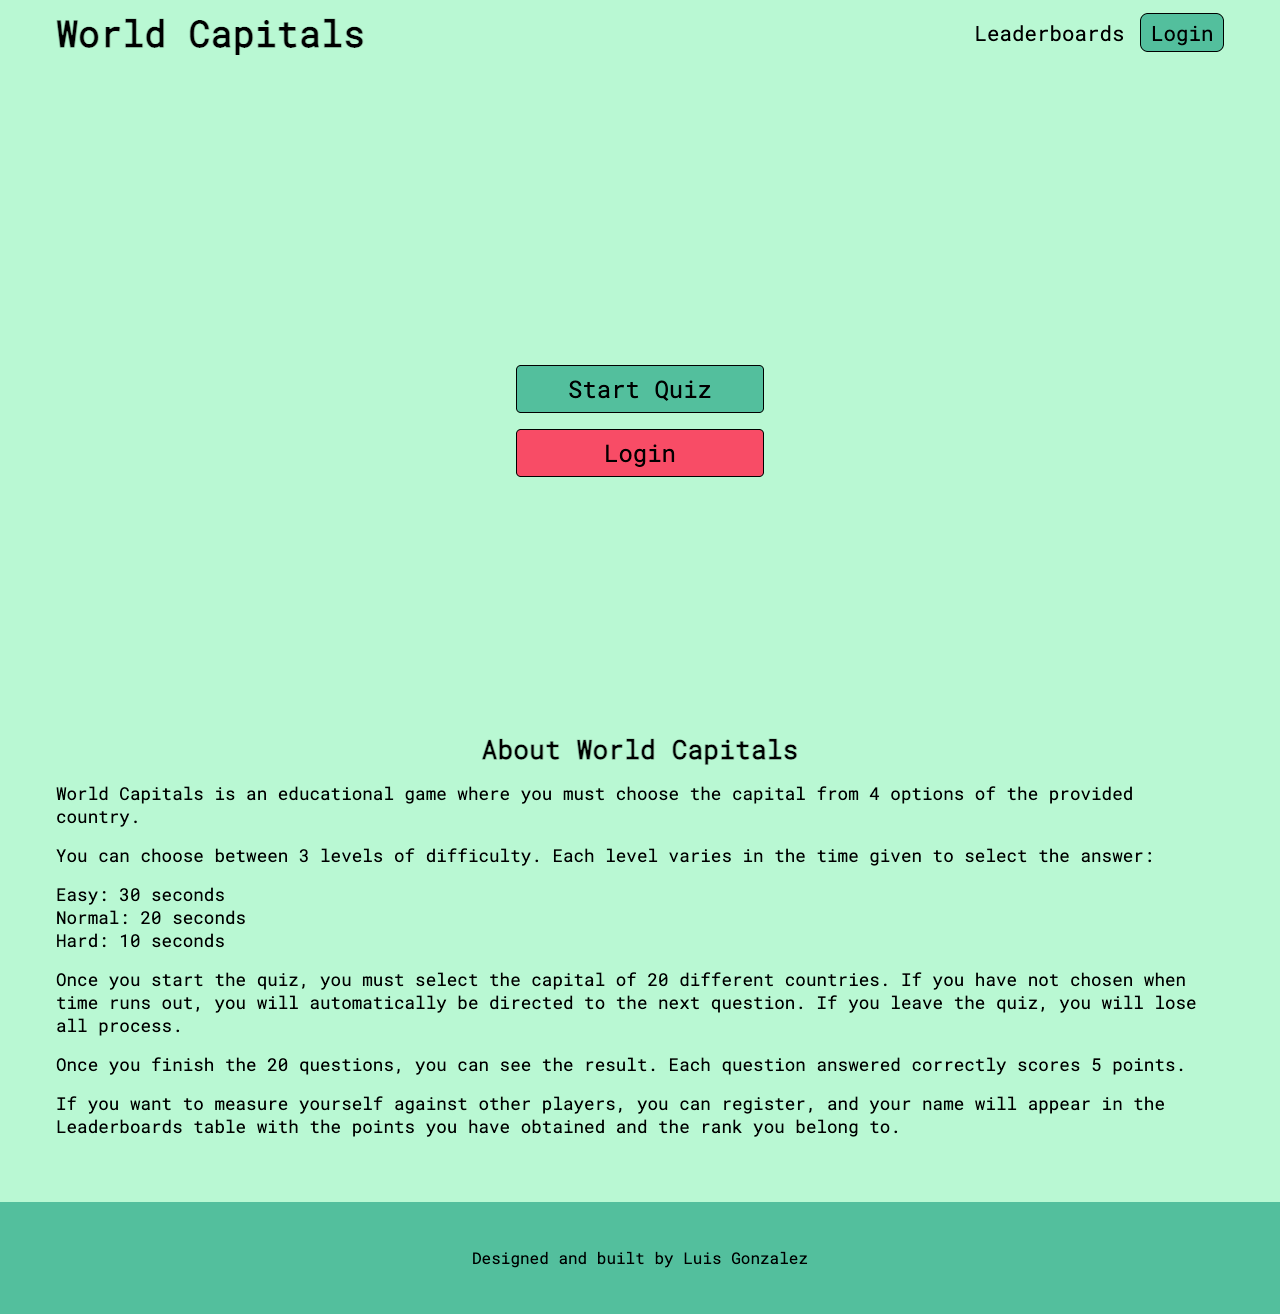 World Capitals
Leaderboards
Login
Start Quiz
Login
About World Capitals
World Capitals is an educational game where you must choose the capital from 4 options of the provided
country.
You can choose between 3 levels of difficulty. Each level varies in the time given to select the answer:
Easy: 30 seconds
Normal: 20 seconds
Hard: 10 seconds
Once you start the quiz, you must select the capital of 20 different countries. If you have not chosen when
time runs out, you will automatically be directed to the next question. If you leave the quiz, you will lose
all process.
Once you finish the 20 questions, you can see the result. Each question answered correctly scores 5 points.
If you want to measure yourself against other players, you can register, and your name will appear in the
Leaderboards table with the points you have obtained and the rank you belong to.
Designed and built by Luis Gonzalez